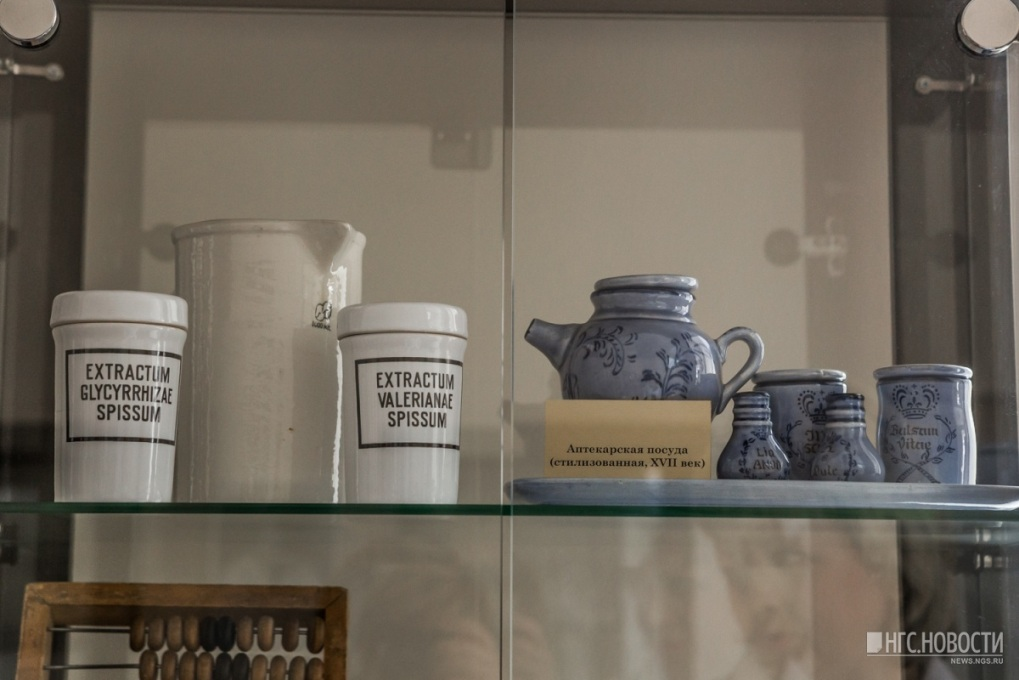 EXTRACTUM
GLYCYRRHIZAE
SPISSUM
EXTRACTUM
VALERIANAE
SPISSUM
Аптекарская посуда
(стилизованная, XVII век)
Balsam
Vitae
НГС.НОВОСТИ
NEWS.NGS.RU